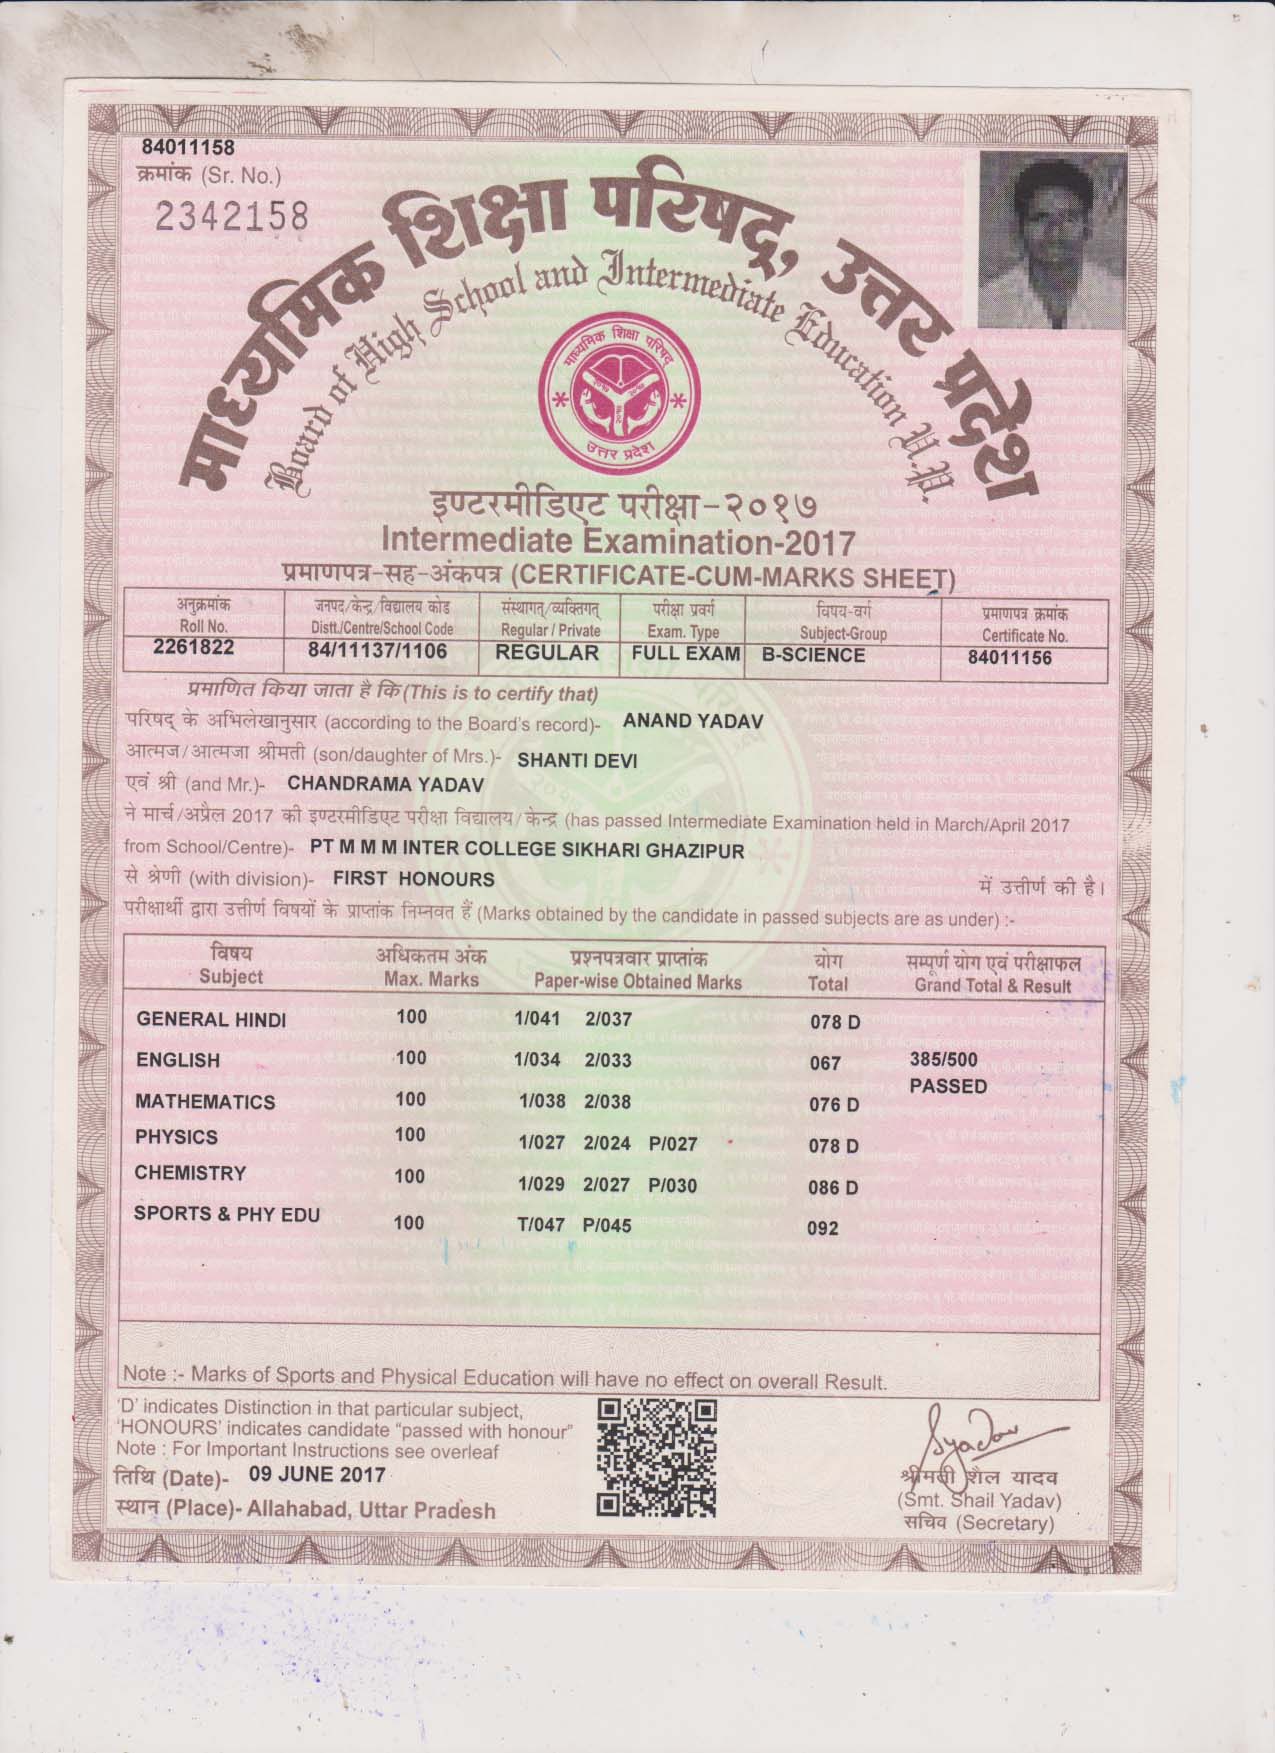 84011158
क्रमांक (Sr. No.)
2342158
माध्यमिक शिक्षा परिषद्, उत्तर प्रदेश
Board of High School and Intermediate Education U.P.
माध्यमिक शिक्षा परिषद्
उत्तर प्रदेश
इण्टरमीडिएट परीक्षा-२०१७
Intermediate Examination-2017
प्रमाणपत्र-सह-अंकपत्र (CERTIFICATE-CUM-MARKS SHEET)
अनुक्रमांक जनपद/केन्द्र/विद्यालय कोड संस्थागत्/व्यक्तिगत् परीक्षा प्रवर्ग विषय-वर्ग प्रमाणपत्र क्रमांक
Roll No. Distt./Centre/School Code Regular / Private Exam. Type Subject-Group Certificate No.
2261822 84/11137/1106 REGULAR FULL EXAM B-SCIENCE 84011156
प्रमाणित किया जाता है कि (This is to certify that)
परिषद् के अभिलेखानुसार (according to the Board's record)- ANAND YADAV
आत्मज/आत्मजा श्रीमती (son/daughter of Mrs.)- SHANTI DEVI
एवं श्री (and Mr.)- CHANDRAMA YADAV
ने मार्च/अप्रैल 2017 की इण्टरमीडिएट परीक्षा विद्यालय/केन्द्र (has passed Intermediate Examination held in March/April 2017
from School/Centre)- PT M M M INTER COLLEGE SIKHARI GHAZIPUR
से श्रेणी (with division)- FIRST HONOURS में उत्तीर्ण की है।
परीक्षार्थी द्वारा उत्तीर्ण विषयों के प्राप्तांक निम्नवत हैं (Marks obtained by the candidate in passed subjects are as under) :-
विषय अधिकतम अंक प्रश्नपत्रवार प्राप्तांक योग सम्पूर्ण योग एवं परीक्षाफल
Subject Max. Marks Paper-wise Obtained Marks Total Grand Total & Result
GENERAL HINDI 100 1/041 2/037 078 D
ENGLISH 100 1/034 2/033 067 385/500
PASSED
MATHEMATICS 100 1/038 2/038 076 D
PHYSICS 100 1/027 2/024 P/027 078 D
CHEMISTRY 100 1/029 2/027 P/030 086 D
SPORTS & PHY EDU 100 T/047 P/045 092
Note :- Marks of Sports and Physical Education will have no effect on overall Result.
'D' indicates Distinction in that particular subject,
'HONOURS' indicates candidate "passed with honour"
Note : For Important Instructions see overleaf
तिथि (Date)- 09 JUNE 2017
स्थान (Place)- Allahabad, Uttar Pradesh
Syadav
श्रीमती शैल यादव
(Smt. Shail Yadav)
सचिव (Secretary)